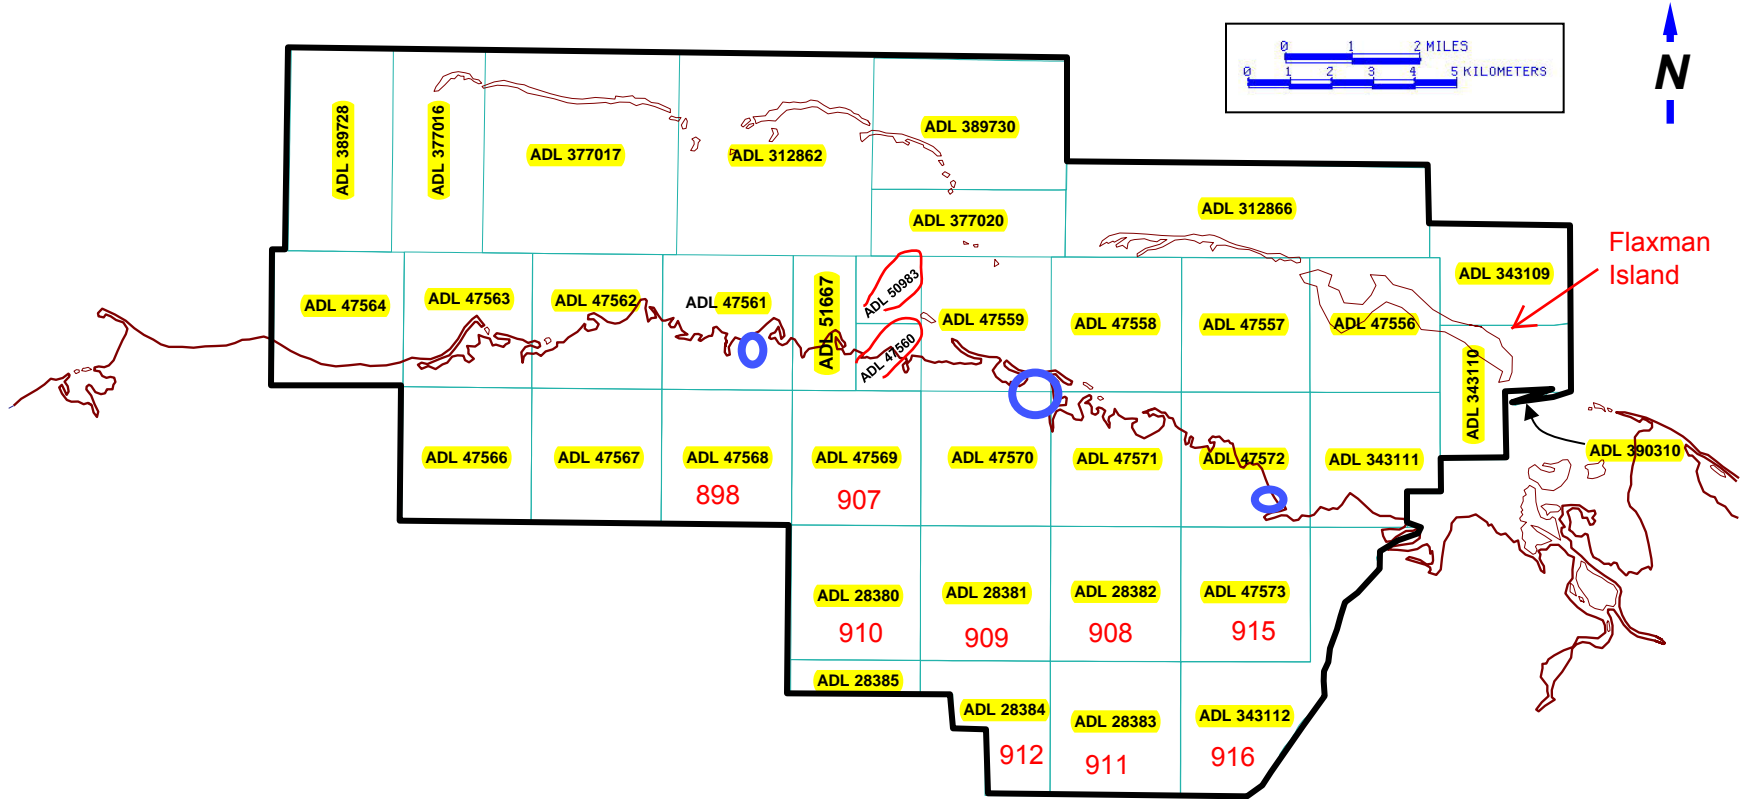 0 1 2 MILES
0 1 2 3 4 5 KILOMETERS
N
ADL 389728
ADL 377016
ADL 377017
ADL 312862
ADL 389730
ADL 377020
ADL 312866
Flaxman
Island
ADL 343109
ADL 47564
ADL 47563
ADL 47562
ADL 47561
ADL 51667
ADL 50983
ADL 47560
ADL 47559
ADL 47558
ADL 47557
ADL 47556
ADL 343110
ADL 390310
ADL 47566
ADL 47567
ADL 47568
898
ADL 47569
907
ADL 47570
ADL 47571
ADL 47572
ADL 343111
ADL 28380
910
ADL 28381
909
ADL 28382
908
ADL 47573
915
ADL 28385
ADL 28384
912
ADL 28383
911
ADL 343112
916